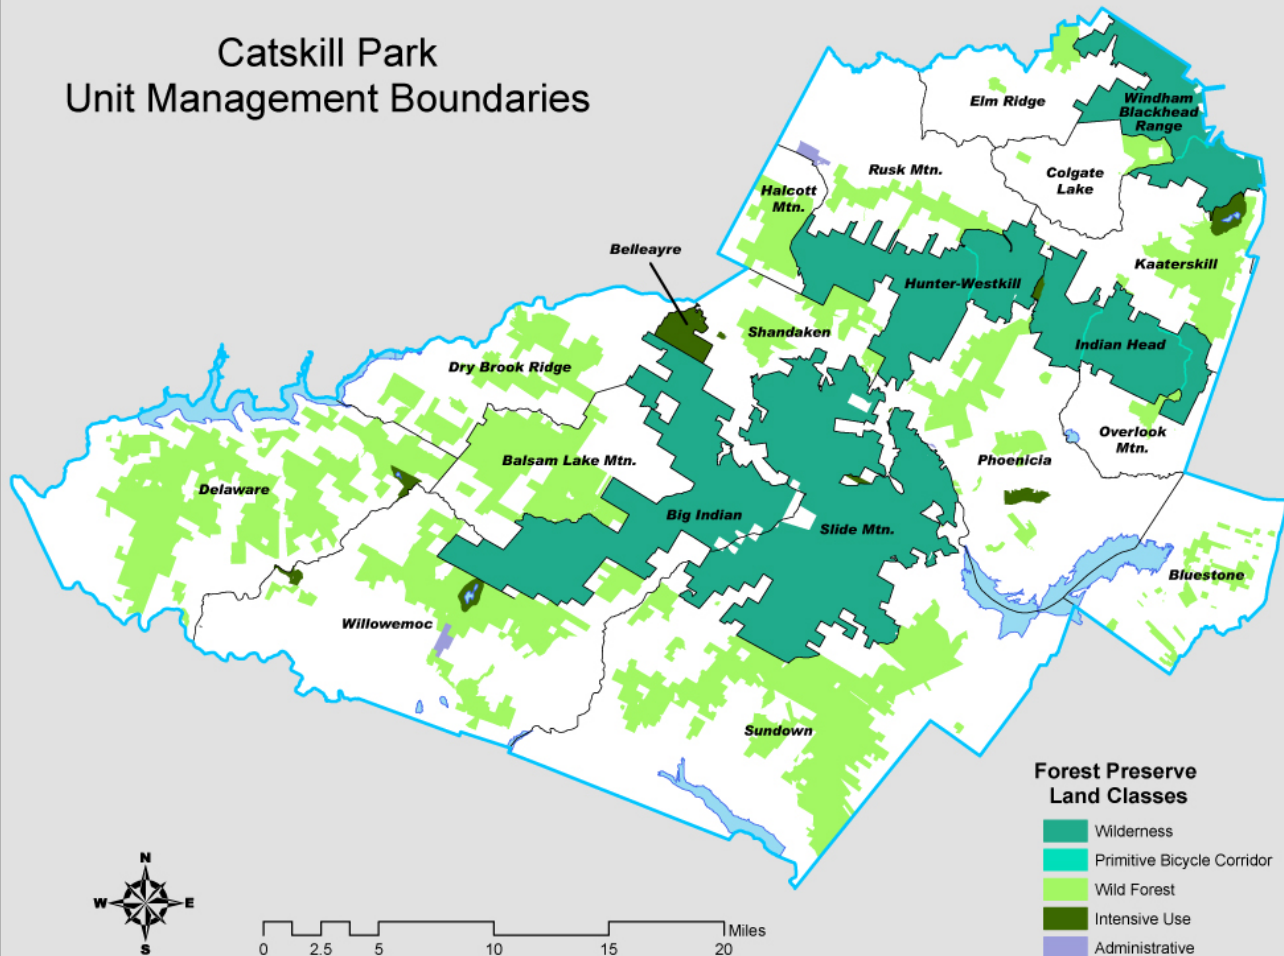 Catskill Park
Unit Management Boundaries
Elm Ridge
Windham
Blackhead
Range
Rusk Mtn.
Colgate
Lake
Halcott
Mtn.
Belleayre
Kaaterskill
Hunter-Westkill
Shandaken
Indian Head
Dry Brook Ridge
Overlook
Mtn.
Balsam Lake Mtn.
Phoenicia
Delaware
Big Indian
Slide Mtn.
Bluestone
Willowemoc
Sundown
Forest Preserve
Land Classes
Wilderness
Primitive Bicycle Corridor
Wild Forest
Intensive Use
Administrative
N
W
E
S
Miles
0
2.5
5
10
15
20